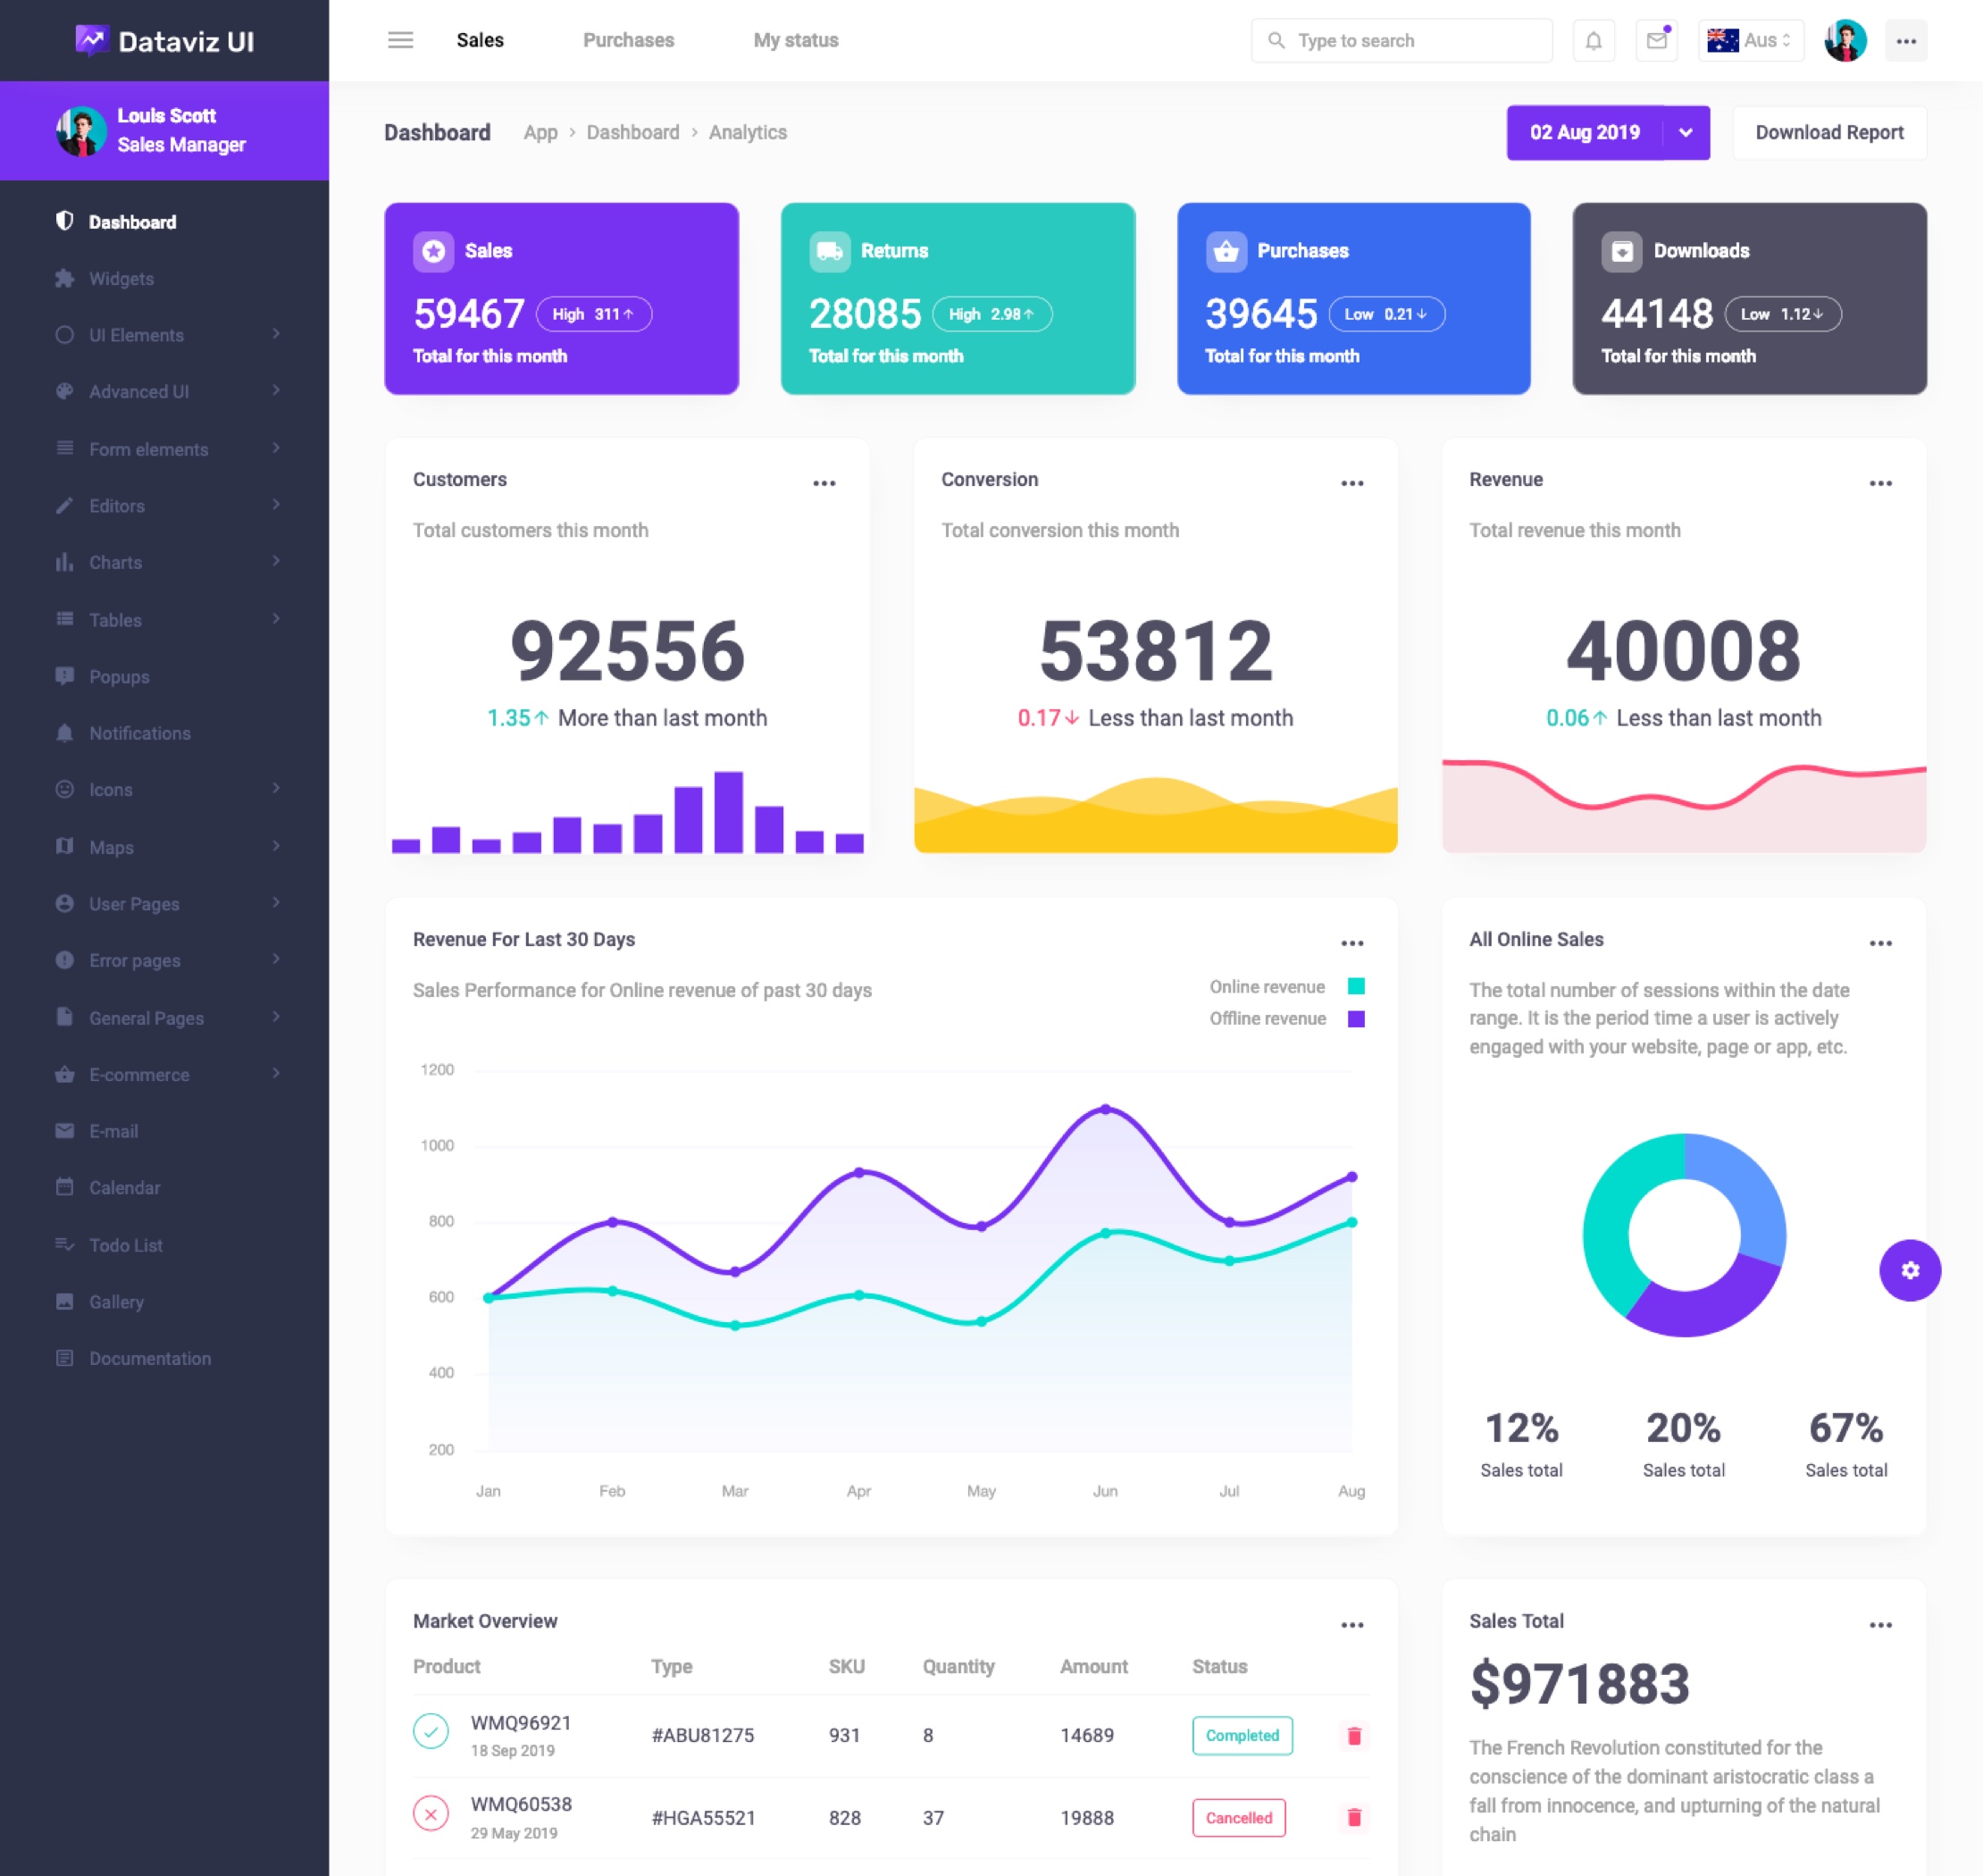 Dataviz UI
Sales Purchases My status
Type to search
Aus
Louis Scott
Sales Manager
Dashboard
Widgets
UI Elements
Advanced UI
Form elements
Editors
Charts
Tables
Popups
Notifications
Icons
Maps
User Pages
Error pages
General Pages
E-commerce
E-mail
Calendar
Todo List
Gallery
Documentation
Dashboard App › Dashboard › Analytics
02 Aug 2019
Download Report
Sales
59467 High 311↑
Total for this month
Returns
28085 High 2.98↑
Total for this month
Purchases
39645 Low 0.21↓
Total for this month
Downloads
44148 Low 1.12↓
Total for this month
Customers
Total customers this month
92556
1.35↑ More than last month
Conversion
Total conversion this month
53812
0.17↓ Less than last month
Revenue
Total revenue this month
40008
0.06↑ Less than last month
Revenue For Last 30 Days
Sales Performance for Online revenue of past 30 days
Online revenue
Offline revenue
1200
1000
800
600
400
200
Jan Feb Mar Apr May Jun Jul Aug
All Online Sales
The total number of sessions within the date
range. It is the period time a user is actively
engaged with your website, page or app, etc.
12% 20% 67%
Sales total Sales total Sales total
Market Overview
Product Type SKU Quantity Amount Status
WMQ96921
18 Sep 2019
#ABU81275 931 8 14689 Completed
WMQ60538
29 May 2019
#HGA55521 828 37 19888 Cancelled
Sales Total
$971883
The French Revolution constituted for the
conscience of the dominant aristocratic class a
fall from innocence, and upturning of the natural
chain